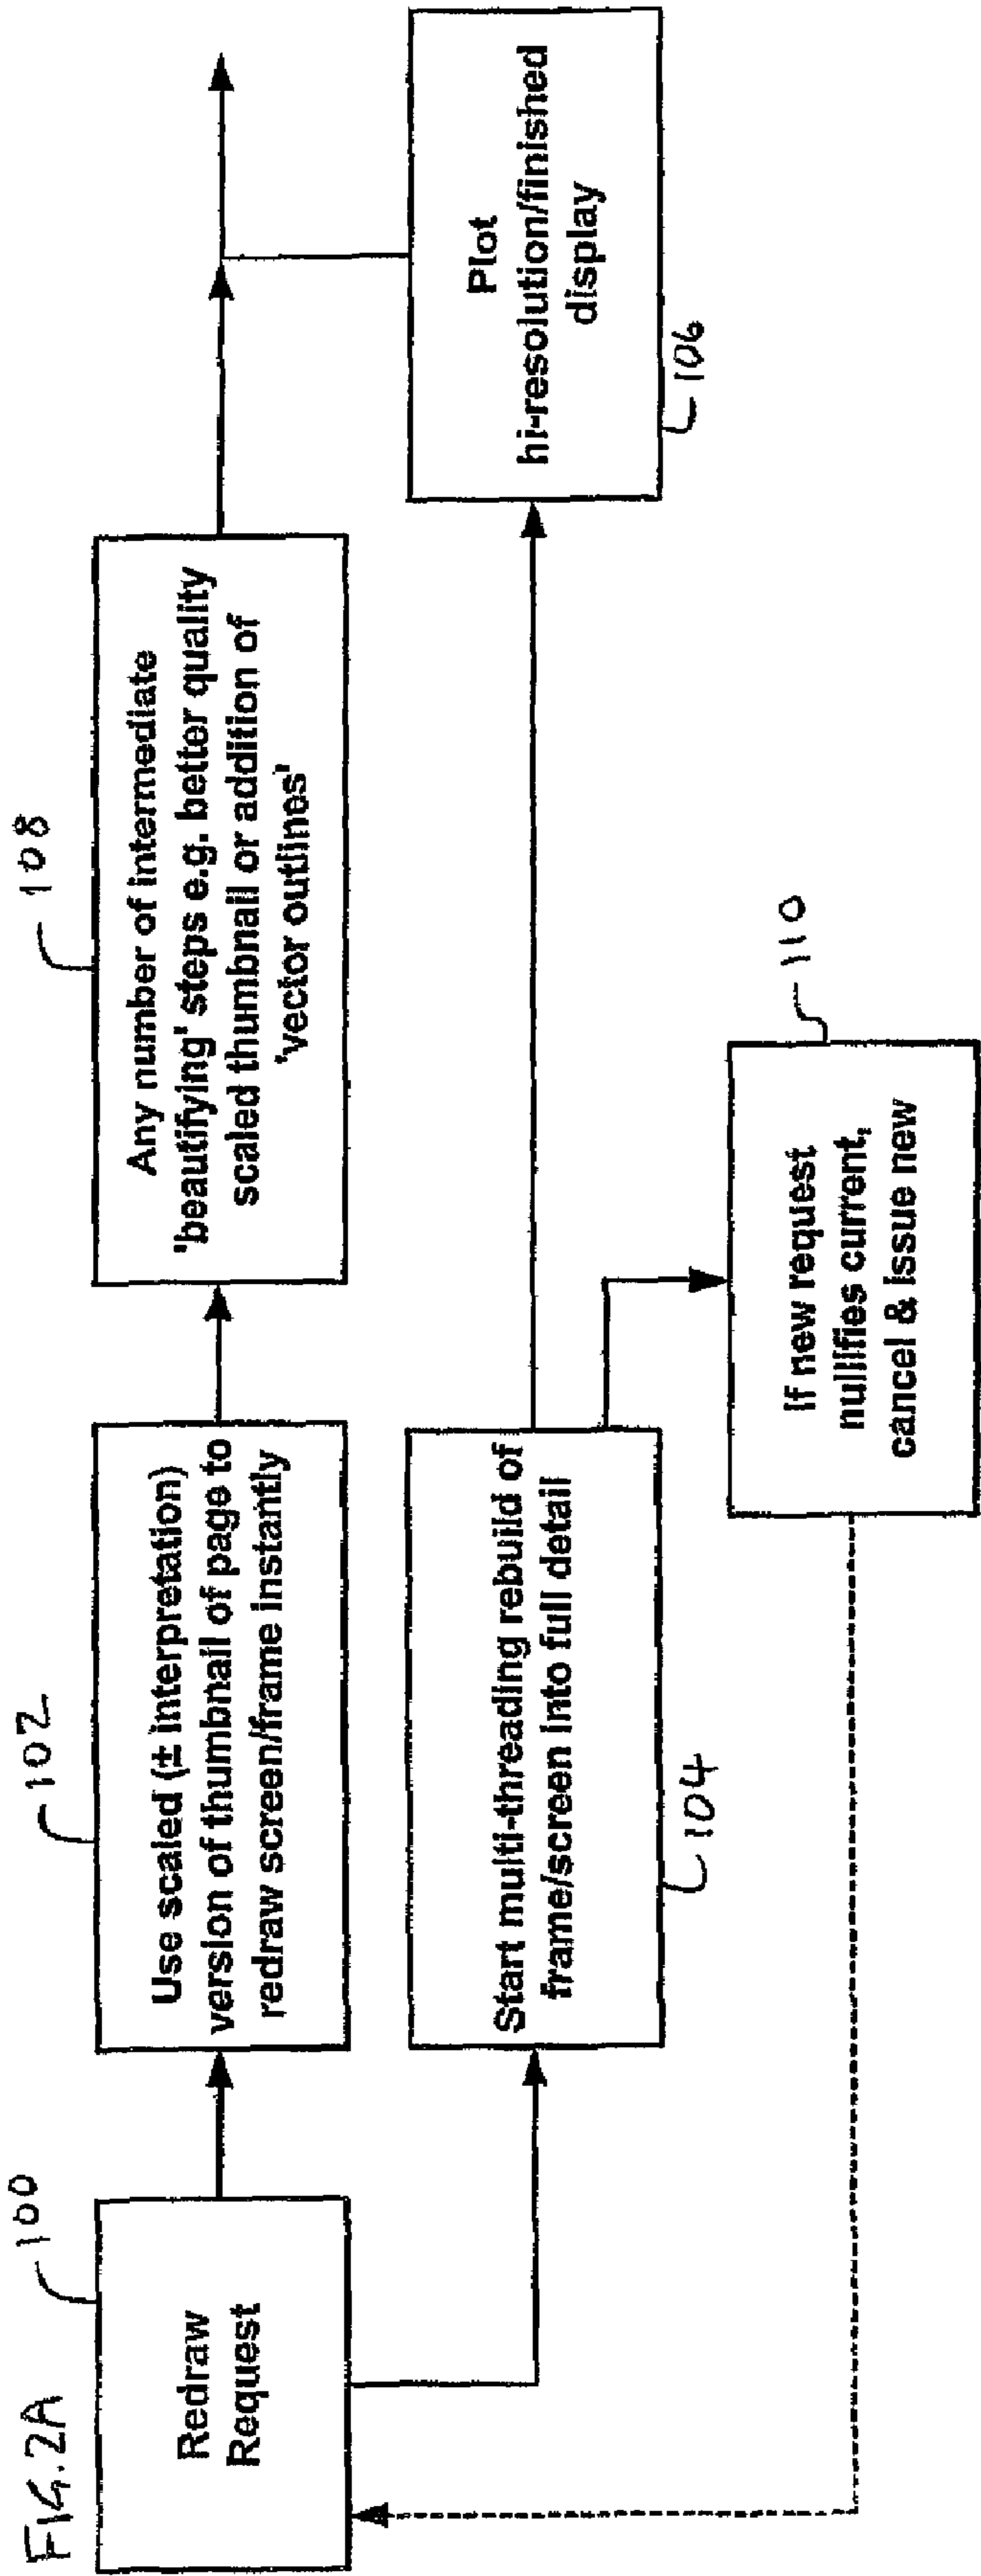 FIG. 2A
100
Redraw
Request
102
Use scaled (± interpretation)
version of thumbnail of page to
redraw screen/frame instantly
108
Any number of intermediate
'beautifying' steps e.g. better quality
scaled thumbnail or addition of
'vector outlines'
Start multi-threading rebuild of
frame/screen into full detail
104
Plot
hi-resolution/finished
display
106
If new request
nullifies current,
cancel & issue new
110